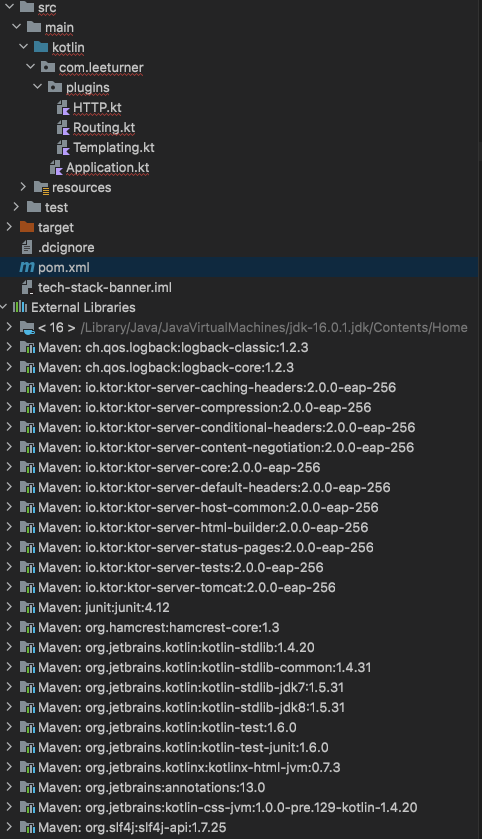 src
main
kotlin
com.leeturner
plugins
HTTP.kt
Routing.kt
Templating.kt
Application.kt
resources
test
target
.dcignore
m pom.xml
tech-stack-banner.iml
External Libraries
< 16 > /Library/Java/JavaVirtualMachines/jdk-16.0.1.jdk/Contents/Home
Maven: ch.qos.logback:logback-classic:1.2.3
Maven: ch.qos.logback:logback-core:1.2.3
Maven: io.ktor:ktor-server-caching-headers:2.0.0-eap-256
Maven: io.ktor:ktor-server-compression:2.0.0-eap-256
Maven: io.ktor:ktor-server-conditional-headers:2.0.0-eap-256
Maven: io.ktor:ktor-server-content-negotiation:2.0.0-eap-256
Maven: io.ktor:ktor-server-core:2.0.0-eap-256
Maven: io.ktor:ktor-server-default-headers:2.0.0-eap-256
Maven: io.ktor:ktor-server-host-common:2.0.0-eap-256
Maven: io.ktor:ktor-server-html-builder:2.0.0-eap-256
Maven: io.ktor:ktor-server-status-pages:2.0.0-eap-256
Maven: io.ktor:ktor-server-tests:2.0.0-eap-256
Maven: io.ktor:ktor-server-tomcat:2.0.0-eap-256
Maven: junit:junit:4.12
Maven: org.hamcrest:hamcrest-core:1.3
Maven: org.jetbrains.kotlin:kotlin-stdlib:1.4.20
Maven: org.jetbrains.kotlin:kotlin-stdlib-common:1.4.31
Maven: org.jetbrains.kotlin:kotlin-stdlib-jdk7:1.5.31
Maven: org.jetbrains.kotlin:kotlin-stdlib-jdk8:1.5.31
Maven: org.jetbrains.kotlin:kotlin-test:1.6.0
Maven: org.jetbrains.kotlin:kotlin-test-junit:1.6.0
Maven: org.jetbrains.kotlinx:kotlinx-html-jvm:0.7.3
Maven: org.jetbrains:annotations:13.0
Maven: org.jetbrains:kotlin-css-jvm:1.0.0-pre.129-kotlin-1.4.20
Maven: org.slf4j:slf4j-api:1.7.25